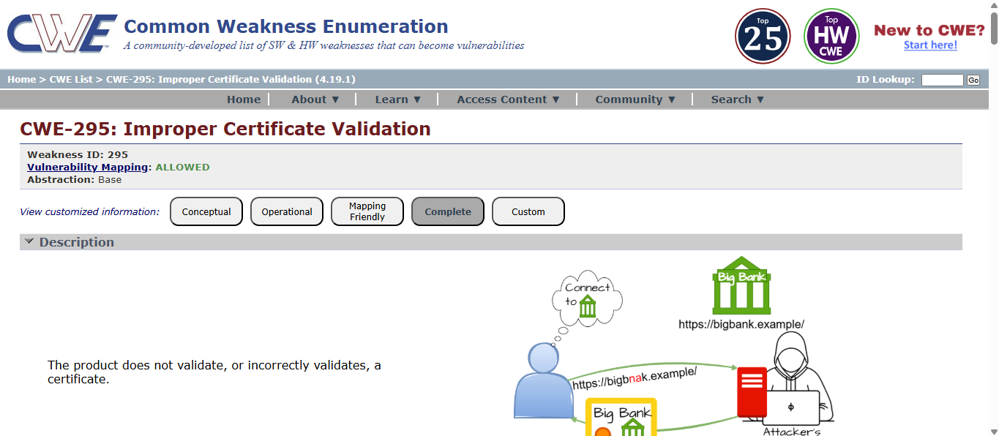 CWE
Common Weakness Enumeration
A community-developed list of SW & HW weaknesses that can become vulnerabilities
Top
25
Top
HW
CWE
New to CWE?
Start here!
Home > CWE List > CWE-295: Improper Certificate Validation (4.19.1)
ID Lookup:
Go
Home
About ▼
Learn ▼
Access Content ▼
Community ▼
Search ▼
CWE-295: Improper Certificate Validation
Weakness ID: 295
Vulnerability Mapping: ALLOWED
Abstraction: Base
View customized information:
Conceptual
Operational
Mapping
Friendly
Complete
Custom
Description
The product does not validate, or incorrectly validates, a
certificate.
Connect
to
Big Bank
https://bigbank.example/
https://bigbnak.example/
Big Bank
Attacker's